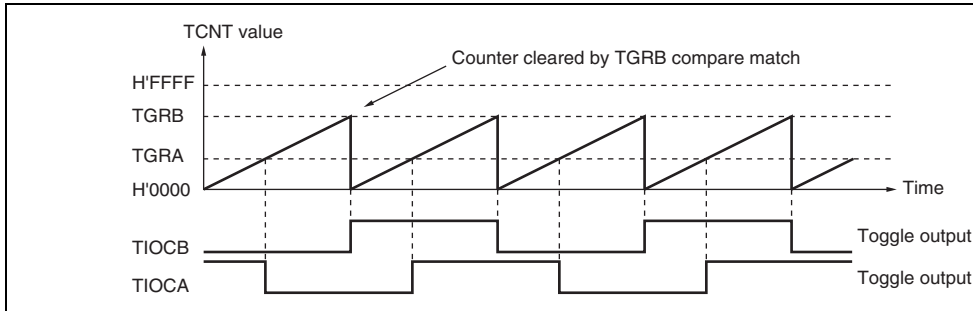 TCNT value
Counter cleared by TGRB compare match
H'FFFF
TGRB
TGRA
H'0000
Time
TIOCB
Toggle output
TIOCA
Toggle output